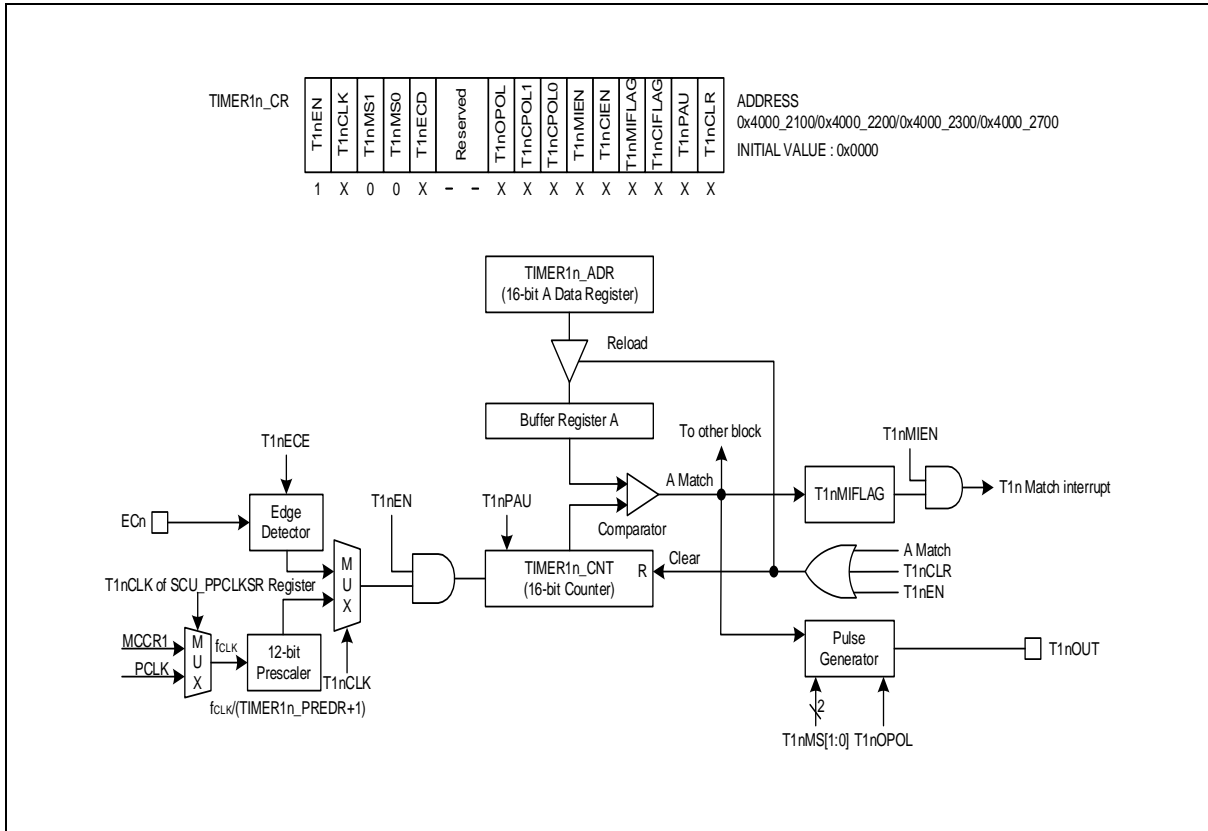 TIMER1n_CR
T1nEN
T1nCLK
T1nMS1
T1nMS0
T1nECD
Reserved
T1nOPOL
T1nCPOL1
T1nCPOL0
T1nMIEN
T1nCIEN
T1nMIFLAG
T1nCIFLAG
T1nPAU
T1nCLR
ADDRESS
0x4000_2100/0x4000_2200/0x4000_2300/0x4000_2700
INITIAL VALUE : 0x0000
1 X 0 0 X - - X X X X X X X X X
TIMER1n_ADR
(16-bit A Data Register)
Reload
Buffer Register A
To other block
T1nMIEN
T1nECE
A Match
T1nMIFLAG
T1n Match interrupt
T1nEN
T1nPAU
ECn
Edge
Detector
Comparator
MUX
TIMER1n_CNT
(16-bit Counter)
R
Clear
A Match
T1nCLR
T1nEN
T1nCLK of SCU_PPCLKSR Register
MCCR1
PCLK
MUX
fCLK
12-bit
Prescaler
T1nCLK
fCLK/(TIMER1n_PREDR+1)
Pulse
Generator
T1nOUT
2
T1nMS[1:0]
T1nOPOL